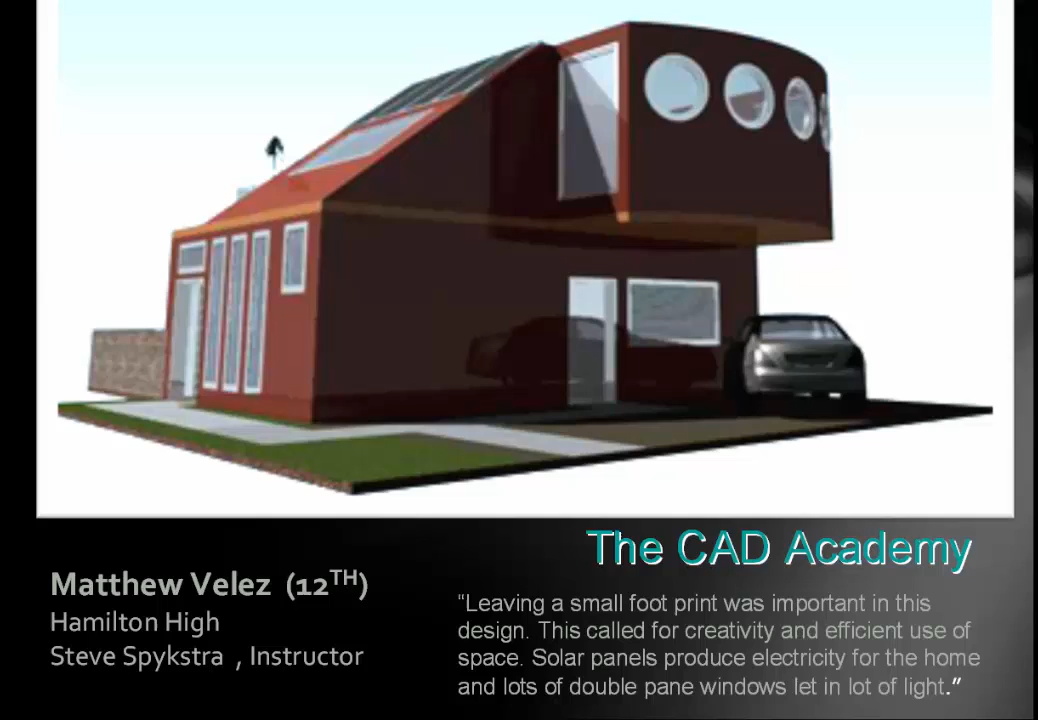 The CAD Academy
Matthew Velez (12TH)
Hamilton High
Steve Spykstra , Instructor
“Leaving a small foot print was important in this
design. This called for creativity and efficient use of
space. Solar panels produce electricity for the home
and lots of double pane windows let in lot of light.”